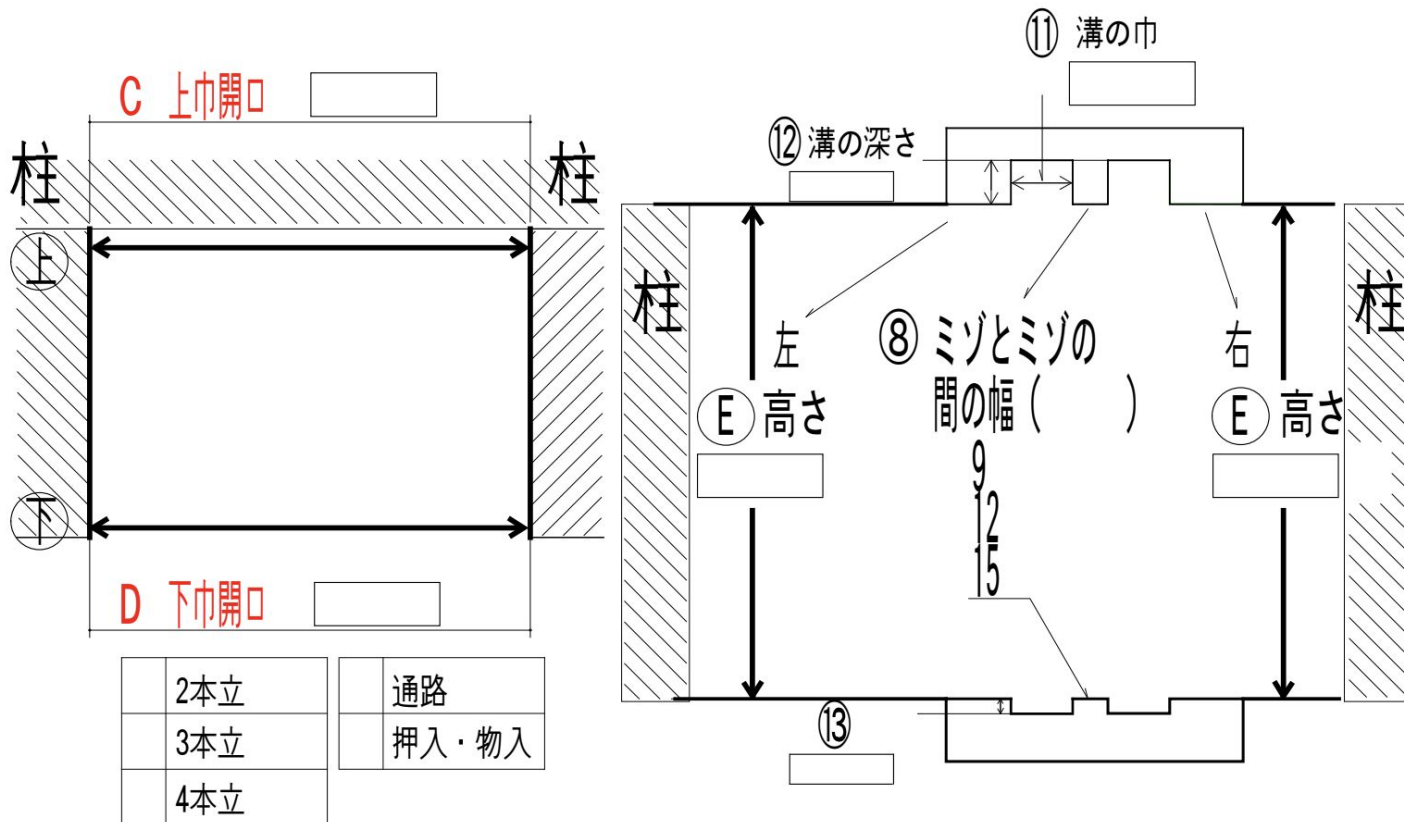 C 上巾開口
柱
柱
上
下
D 下巾開口
2本立
3本立
4本立
通路
押入・物入
⑪ 溝の巾
⑫ 溝の深さ
柱
柱
左
⑧ ミゾとミゾの
間の幅（　　）
9
12
15
右
E 高さ
E 高さ
⑬